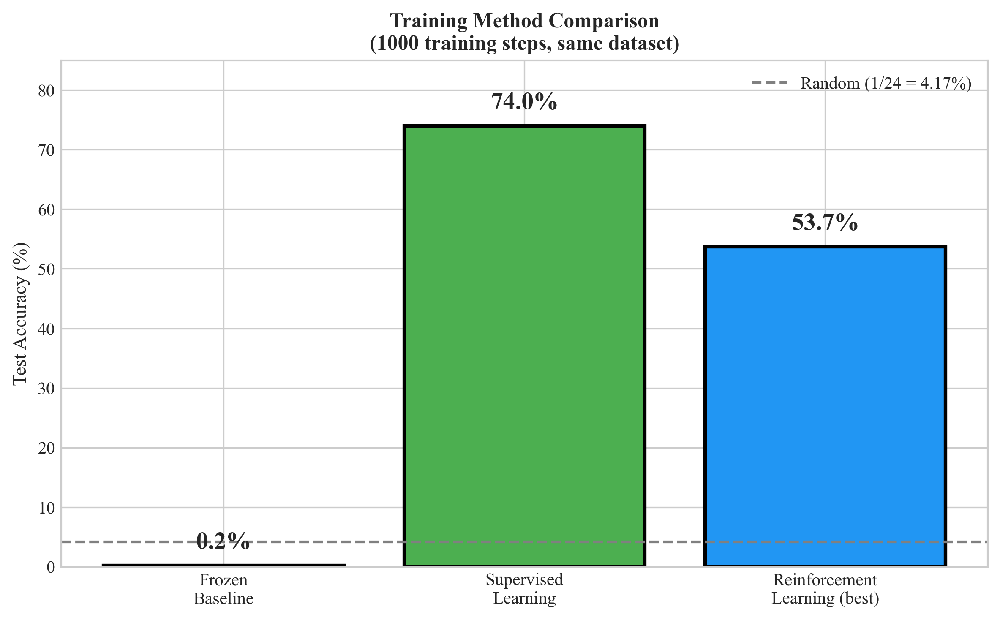 Training Method Comparison
(1000 training steps, same dataset)
Random (1/24 = 4.17%)
Test Accuracy (%)
80
70
60
50
40
30
20
10
0
0.2%
74.0%
53.7%
Frozen
Baseline
Supervised
Learning
Reinforcement
Learning (best)